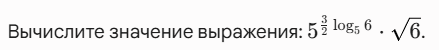 Вычислите значение выражения: $5^{\frac{3}{2} \log_5 6} \cdot \sqrt{6}$.